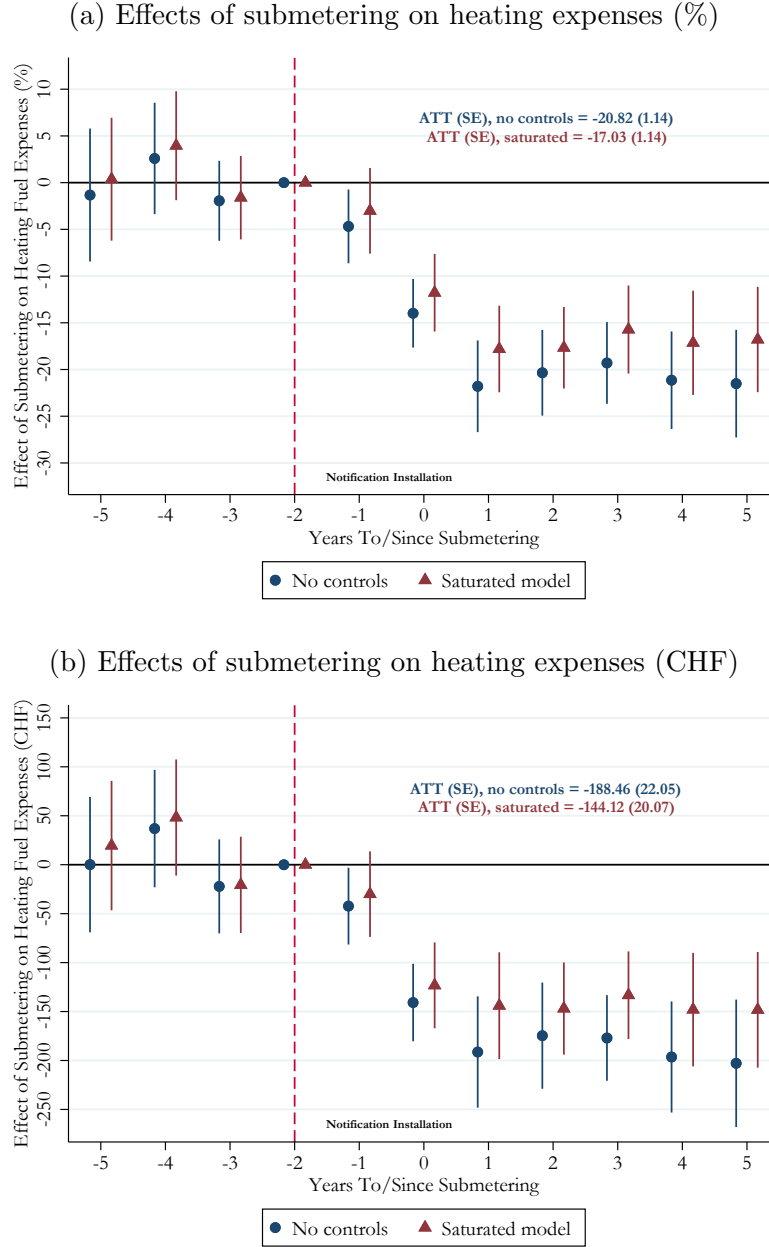 (a) Effects of submetering on heating expenses (%)
Effect of Submetering on Heating Fuel Expenses (%)
10
5
0
-5
-10
-15
-20
-25
-30
ATT (SE), no controls = -20.82 (1.14)
ATT (SE), saturated = -17.03 (1.14)
Notification Installation
-5 -4 -3 -2 -1 0 1 2 3 4 5
Years To/Since Submetering
No controls Saturated model
(b) Effects of submetering on heating expenses (CHF)
Effect of Submetering on Heating Fuel Expenses (CHF)
150
100
50
0
-50
-100
-150
-200
-250
ATT (SE), no controls = -188.46 (22.05)
ATT (SE), saturated = -144.12 (20.07)
Notification Installation
-5 -4 -3 -2 -1 0 1 2 3 4 5
Years To/Since Submetering
No controls Saturated model